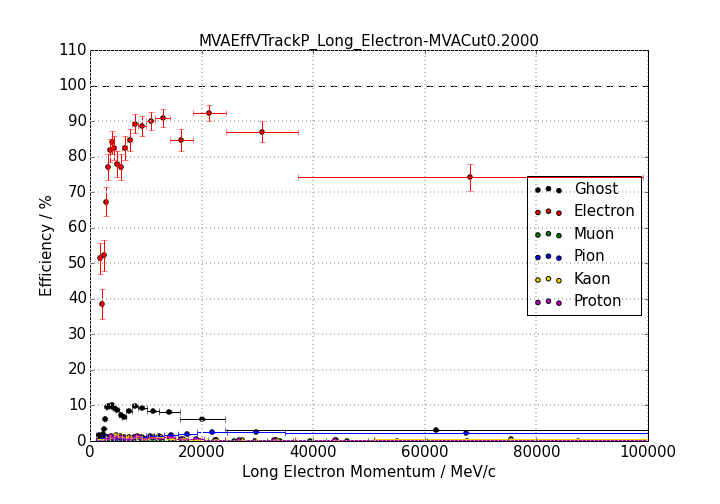 MVAEffVTrackP_Long_Electron-MVACut0.2000
110
100
90
80
70
60
50
40
30
20
10
0
Efficiency / %
Ghost
Electron
Muon
Pion
Kaon
Proton
0 20000 40000 60000 80000 100000
Long Electron Momentum / MeV/c